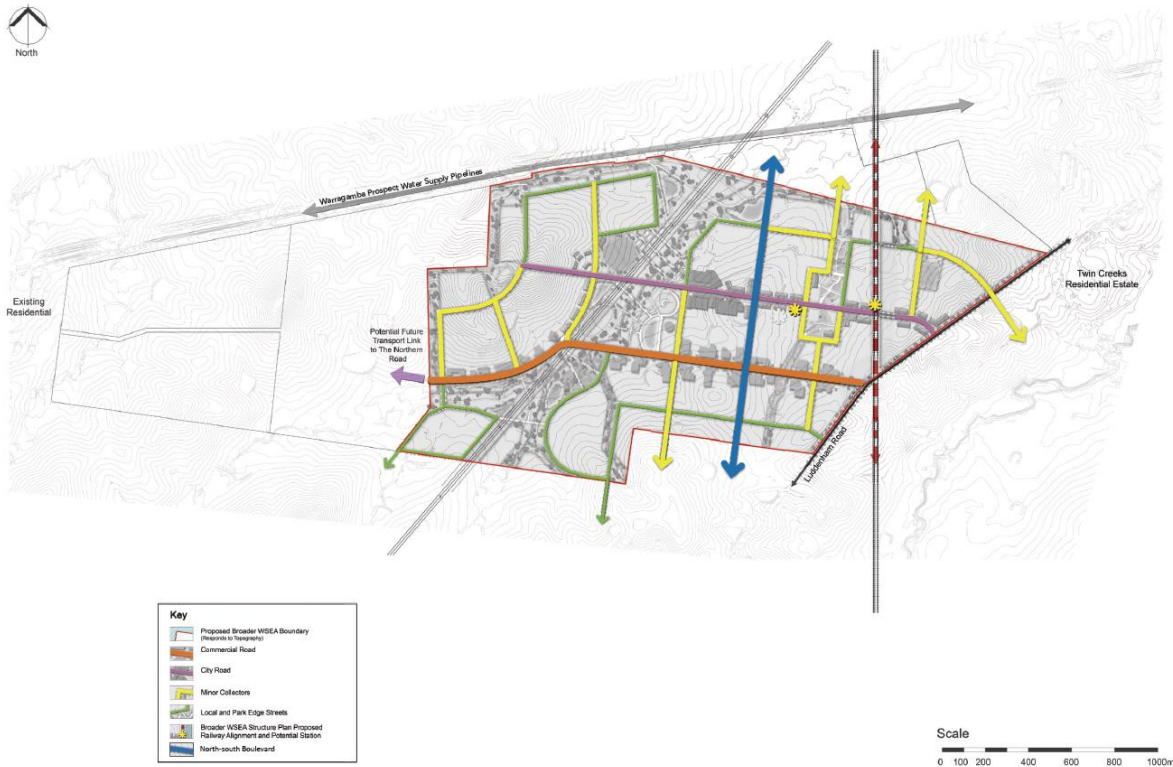 North
Warragamba Prospect Water Supply Pipelines
Twin Creeks
Residential Estate
Existing
Residential
Potential Future
Transport Link
to The Northern
Road
Luddenham Road
Key
Proposed Broader WSEA Boundary
(Responds to Topography)
Commercial Road
City Road
Minor Collectors
Local and Park Edge Streets
Broader WSEA Structure Plan Proposed
Railway Alignment and Potential Station
North-south Boulevard
Scale
0 100 200 400 600 800 1000m